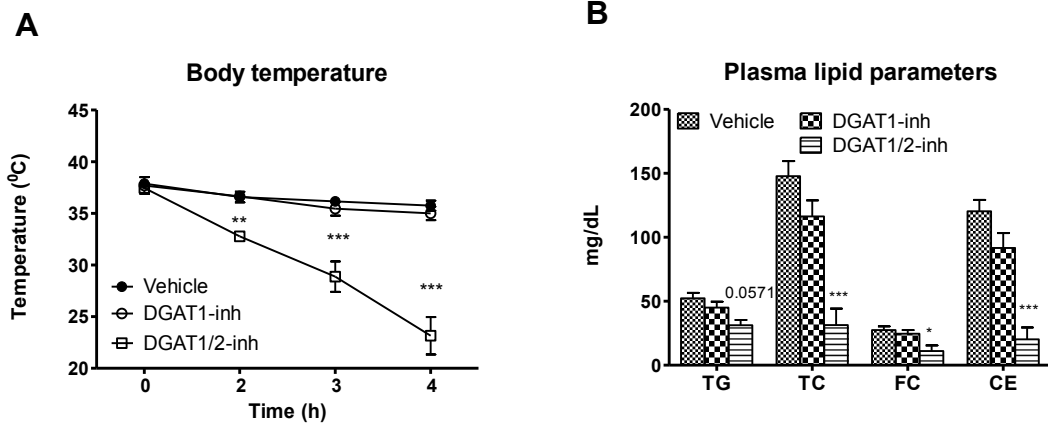 A
Body temperature
45
40
35
30
25
20
Temperature (⁰C)
**
***
***
Vehicle
DGAT1-inh
DGAT1/2-inh
0 2 3 4
Time (h)
B
Plasma lipid parameters
200
150
100
50
0
mg/dL
Vehicle
DGAT1-inh
DGAT1/2-inh
0.0571
***
*
***
TG TC FC CE